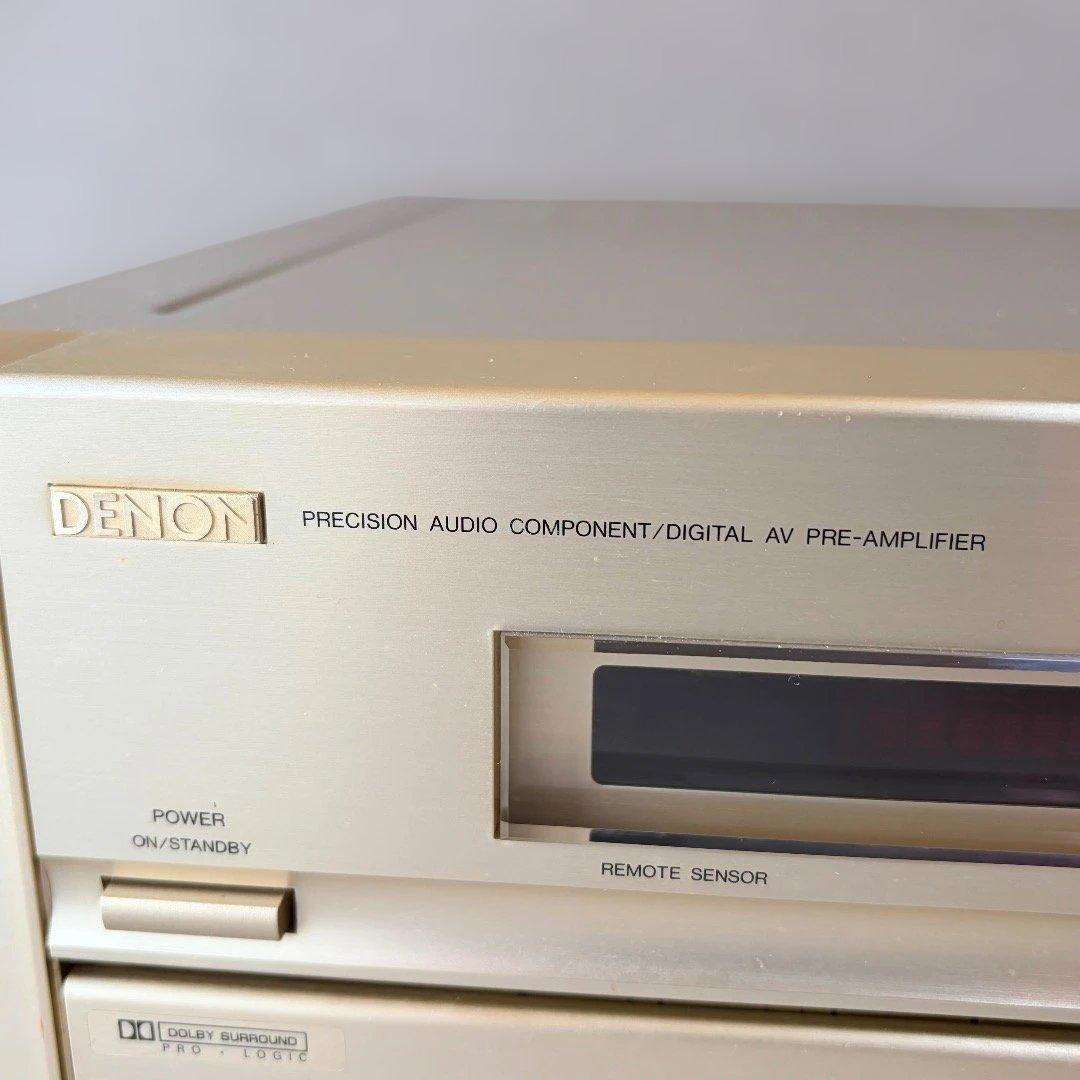 DENON
PRECISION AUDIO COMPONENT/DIGITAL AV PRE-AMPLIFIER
POWER
ON/STANDBY
REMOTE SENSOR
DOLBY SURROUND
PRO · LOGIC